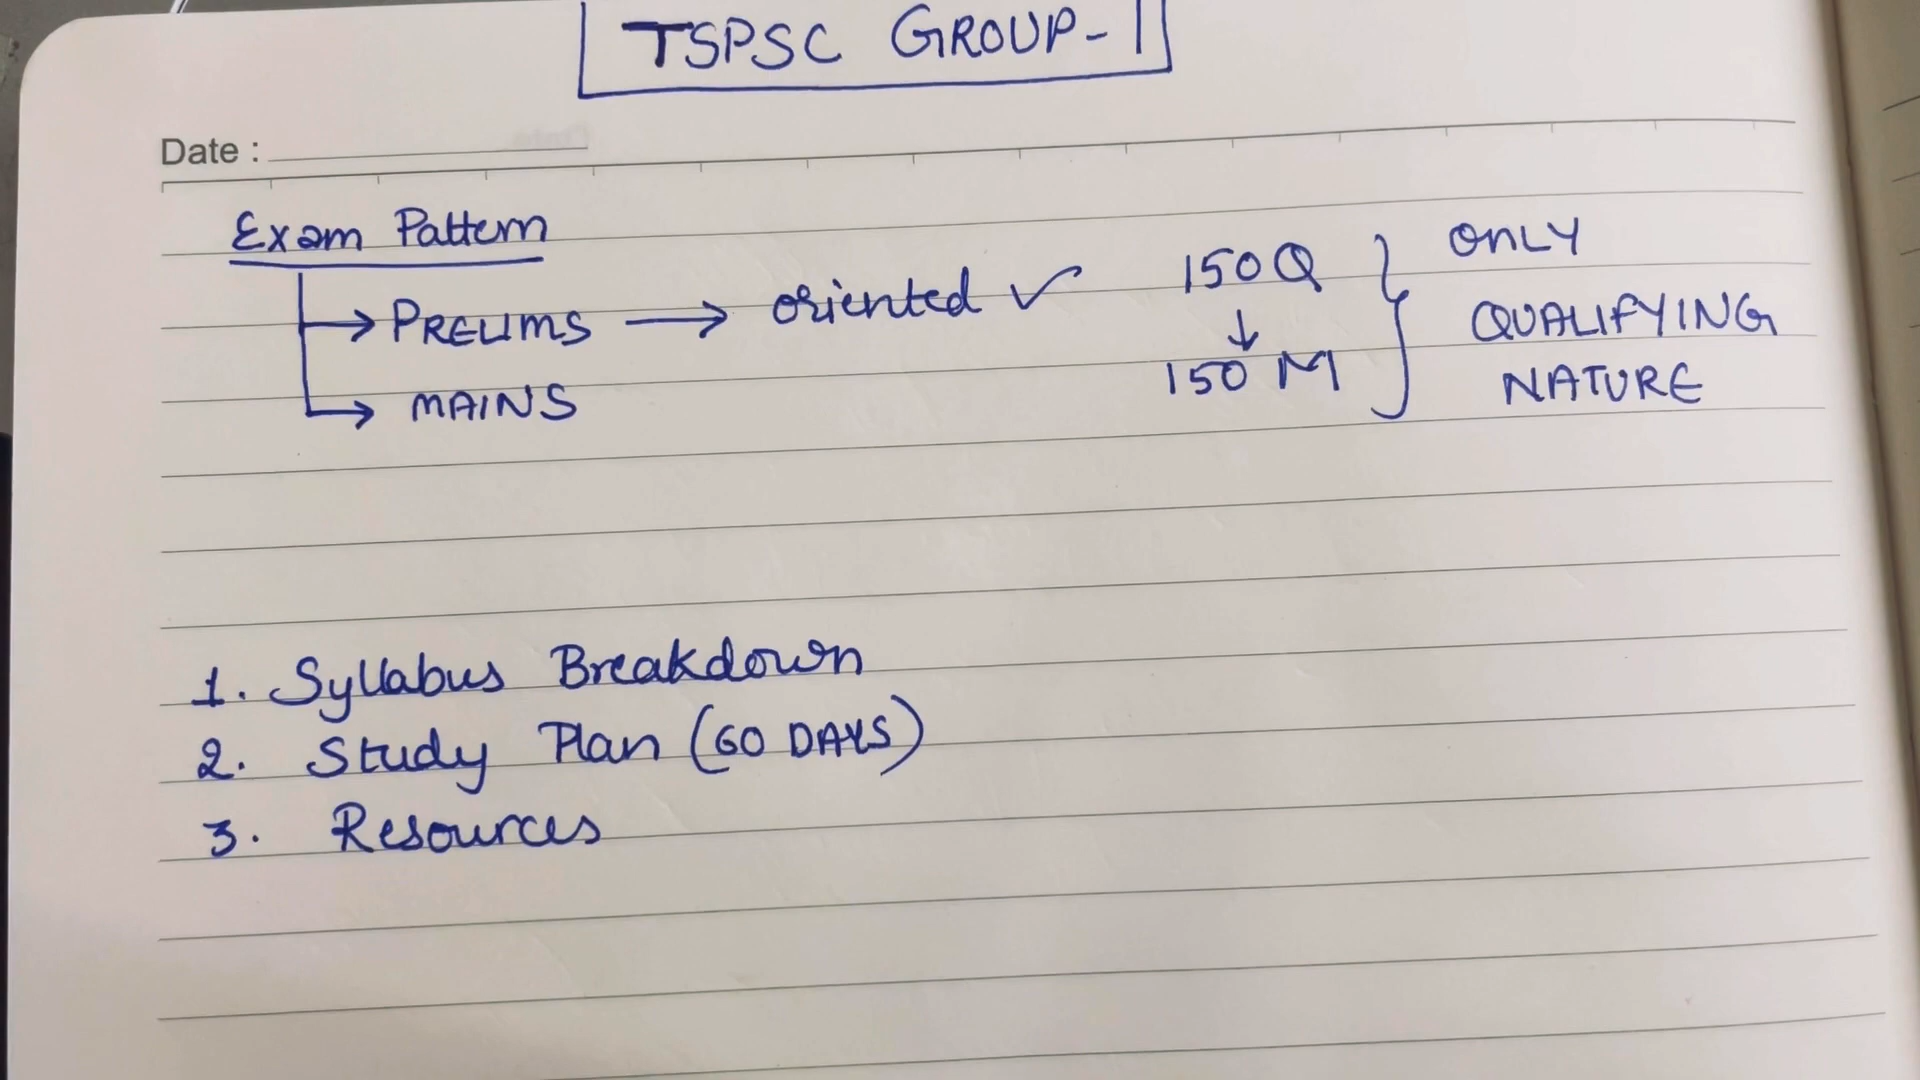 TSPSC GROUP-1
Date :
Exam Pattern
→ PRELIMS → oriented ✓ 150Q } ONLY
↓ QUALIFYING
→ MAINS 150 M NATURE
1. Syllabus Breakdown
2. Study Plan (60 DAYS)
3. Resources